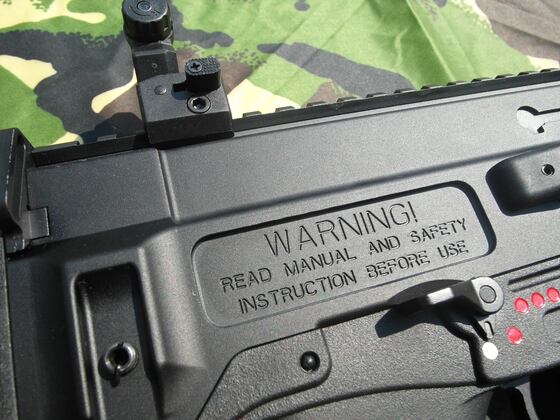 WARNING!
READ MANUAL AND SAFETY
INSTRUCTION BEFORE USE